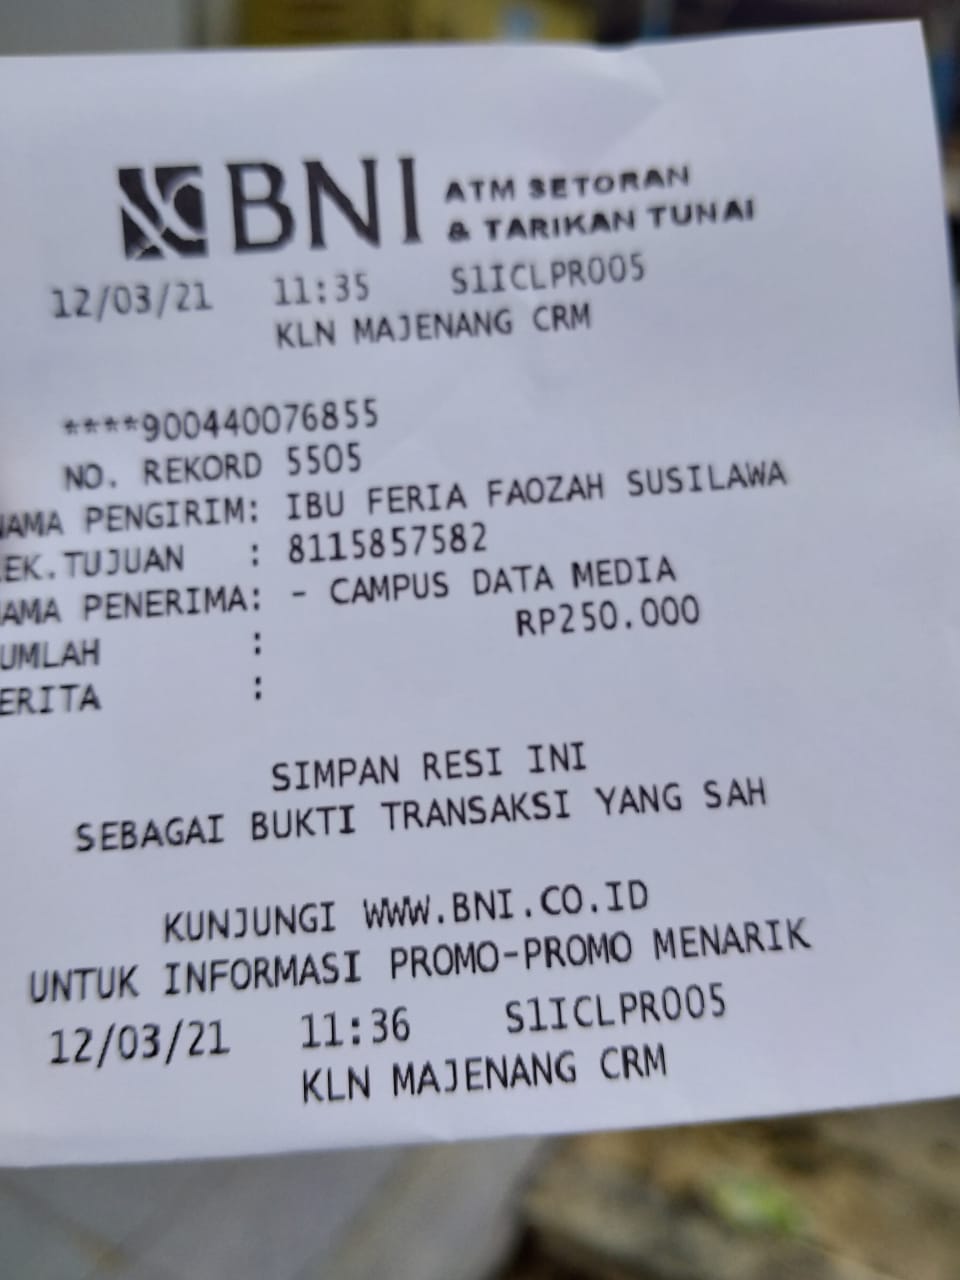 BNI ATM SETORAN
& TARIKAN TUNAI
12/03/21 11:35 S1ICLPR005
KLN MAJENANG CRM
****900440076855
NO. REKORD 5505
NAMA PENGIRIM: IBU FERIA FAOZAH SUSILAWA
EK.TUJUAN : 8115857582
AMA PENERIMA: - CAMPUS DATA MEDIA
UMLAH : RP250.000
ERITA :
SIMPAN RESI INI
SEBAGAI BUKTI TRANSAKSI YANG SAH
KUNJUNGI WWW.BNI.CO.ID
UNTUK INFORMASI PROMO-PROMO MENARIK
12/03/21 11:36 S1ICLPR005
KLN MAJENANG CRM